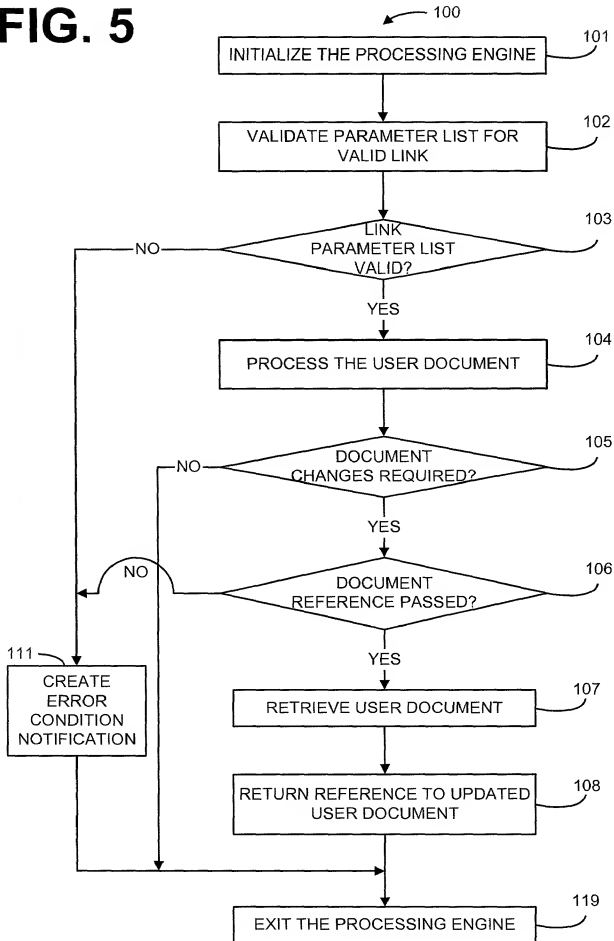 FIG. 5
100
INITIALIZE THE PROCESSING ENGINE
101
VALIDATE PARAMETER LIST FOR
VALID LINK
102
LINK
PARAMETER LIST
VALID?
103
NO
YES
PROCESS THE USER DOCUMENT
104
DOCUMENT
CHANGES REQUIRED?
105
NO
YES
DOCUMENT
REFERENCE PASSED?
106
NO
YES
111
CREATE
ERROR
CONDITION
NOTIFICATION
RETRIEVE USER DOCUMENT
107
RETURN REFERENCE TO UPDATED
USER DOCUMENT
108
EXIT THE PROCESSING ENGINE
119